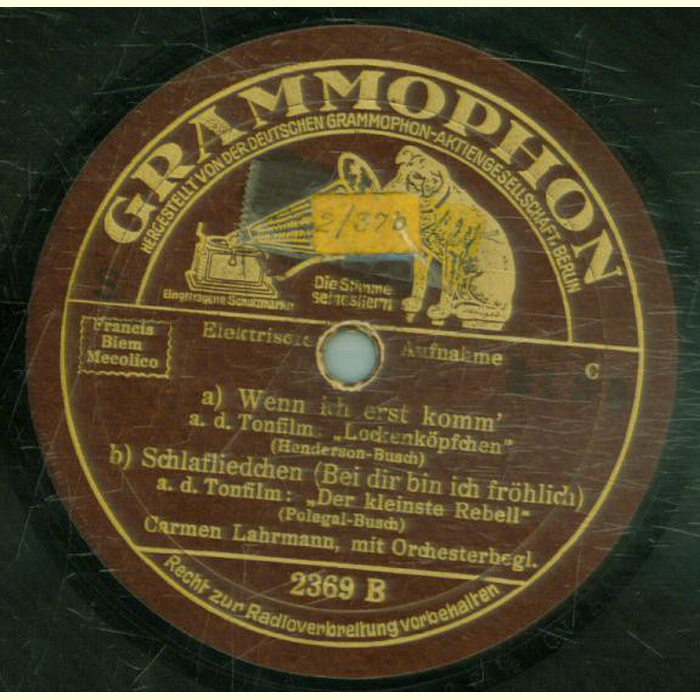 GRAMMOPHON
HERGESTELLT VON DER DEUTSCHEN GRAMMOPHON-AKTIENGESELLSCHAFT, BERLIN
2/37b
Die Stimme
seines Herrn
Eingetragene Schutzmarke
Francis
Biem
Mecolico
Elektrische Aufnahme
C
a) Wenn ich erst komm'
a. d. Tonfilm: „Lockenköpfchen"
(Henderson-Busch)
b) Schlafliedchen (Bei dir bin ich fröhlich)
a. d. Tonfilm: „Der kleinste Rebell"
(Polegal-Busch)
Carmen Lahrmann, mit Orchesterbegl.
2369 B
Recht zur Radioverbreitung vorbehalten